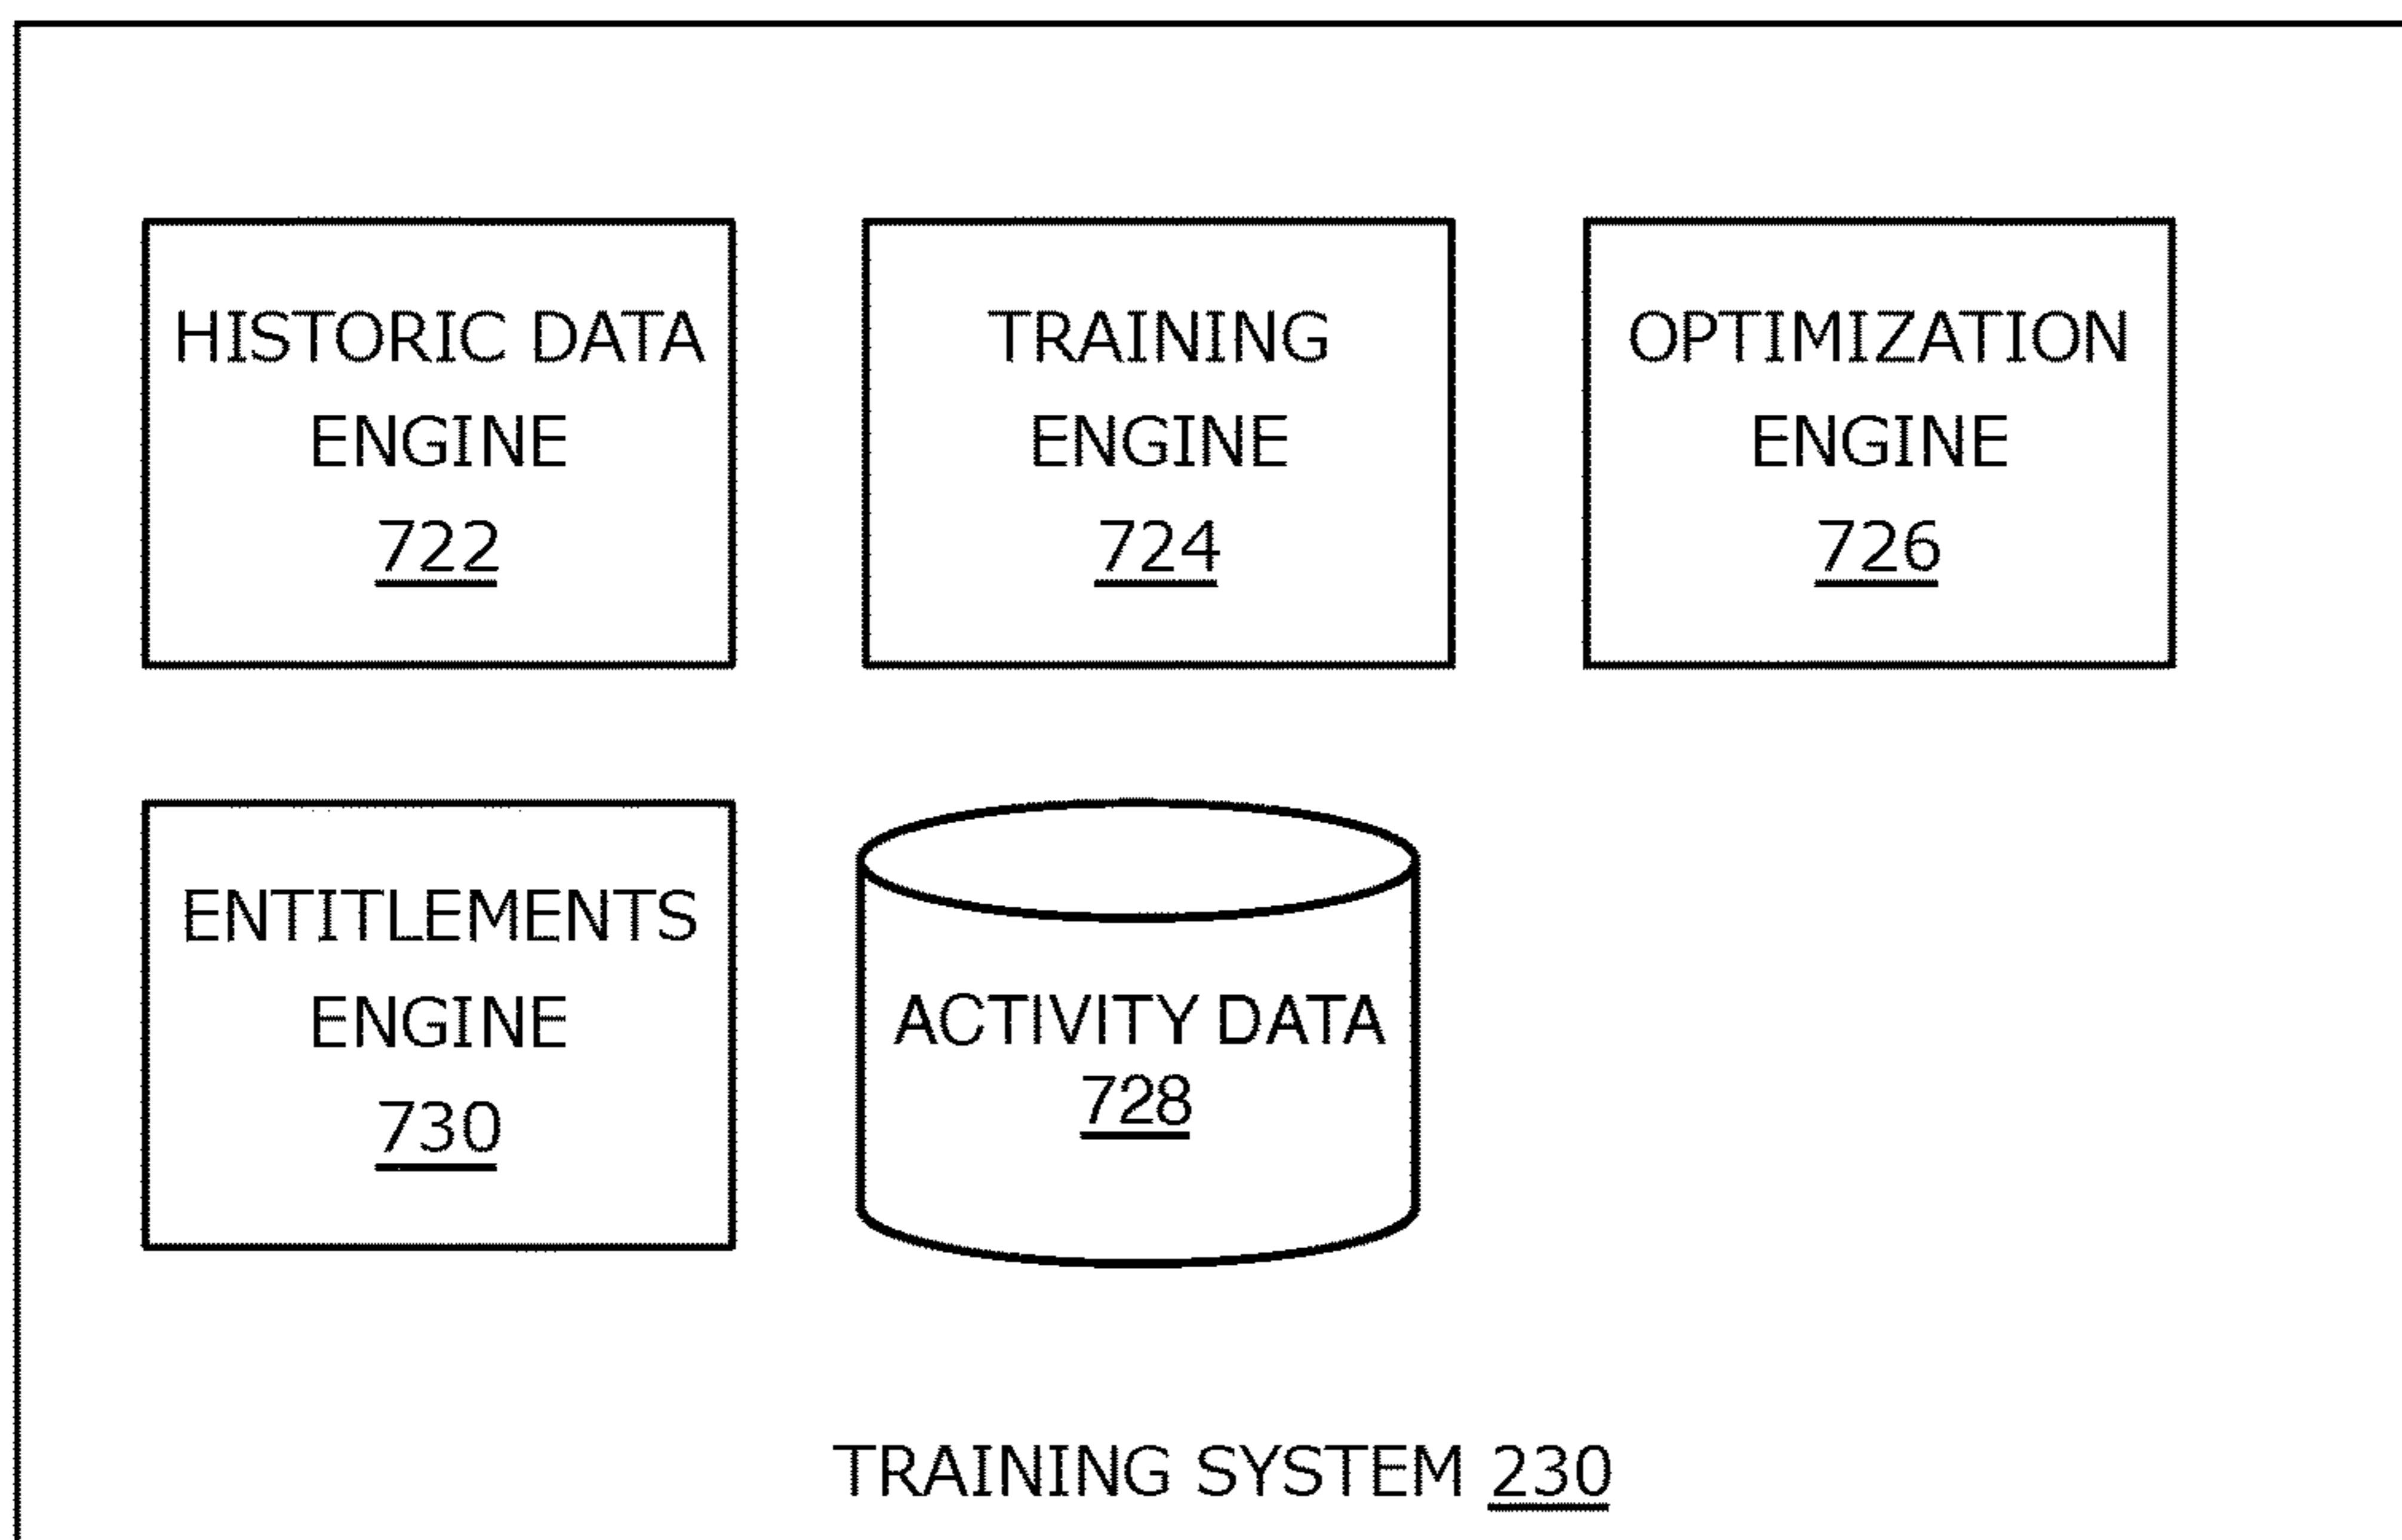 HISTORIC DATA
ENGINE
722
TRAINING
ENGINE
724
OPTIMIZATION
ENGINE
726
ENTITLEMENTS
ENGINE
730
ACTIVITY DATA
728
TRAINING SYSTEM 230